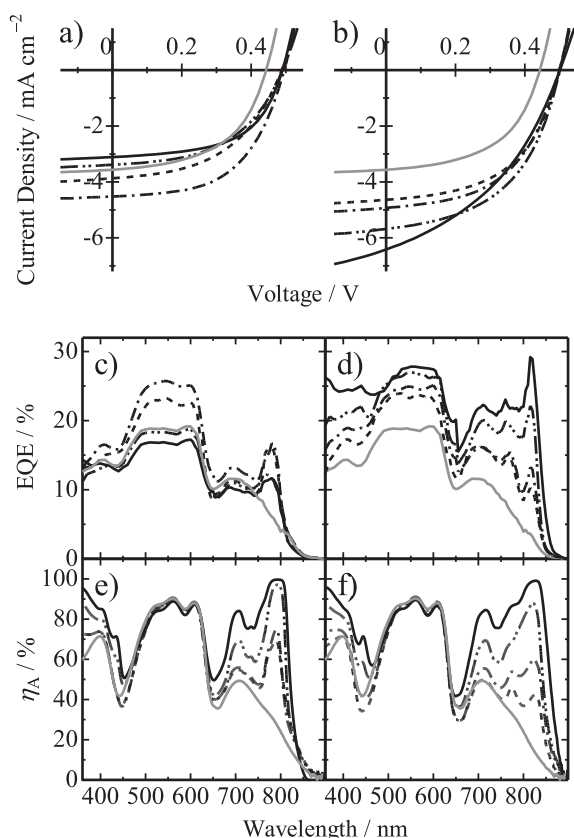 a) b)
0 0.2 0.4 0 0.2 0.4
Current Density / mA cm⁻²
-2 -2
-4 -4
-6 -6
Voltage / V
30 c) d)
20
10
0
EQE / %
100 e) f)
80
60
40
20
0
ηA / %
400 500 600 700 800 400 500 600 700 800
Wavelength / nm